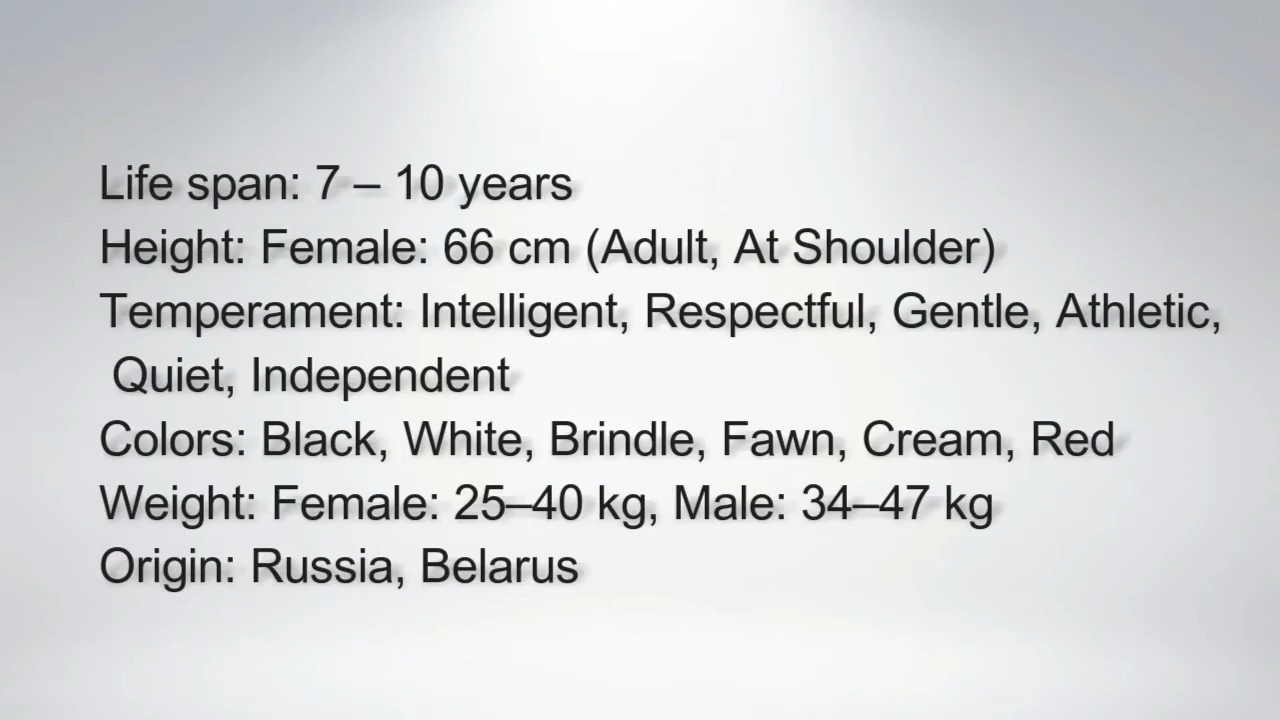 Life span: 7 – 10 years
Height: Female: 66 cm (Adult, At Shoulder)
Temperament: Intelligent, Respectful, Gentle, Athletic,
Quiet, Independent
Colors: Black, White, Brindle, Fawn, Cream, Red
Weight: Female: 25–40 kg, Male: 34–47 kg
Origin: Russia, Belarus